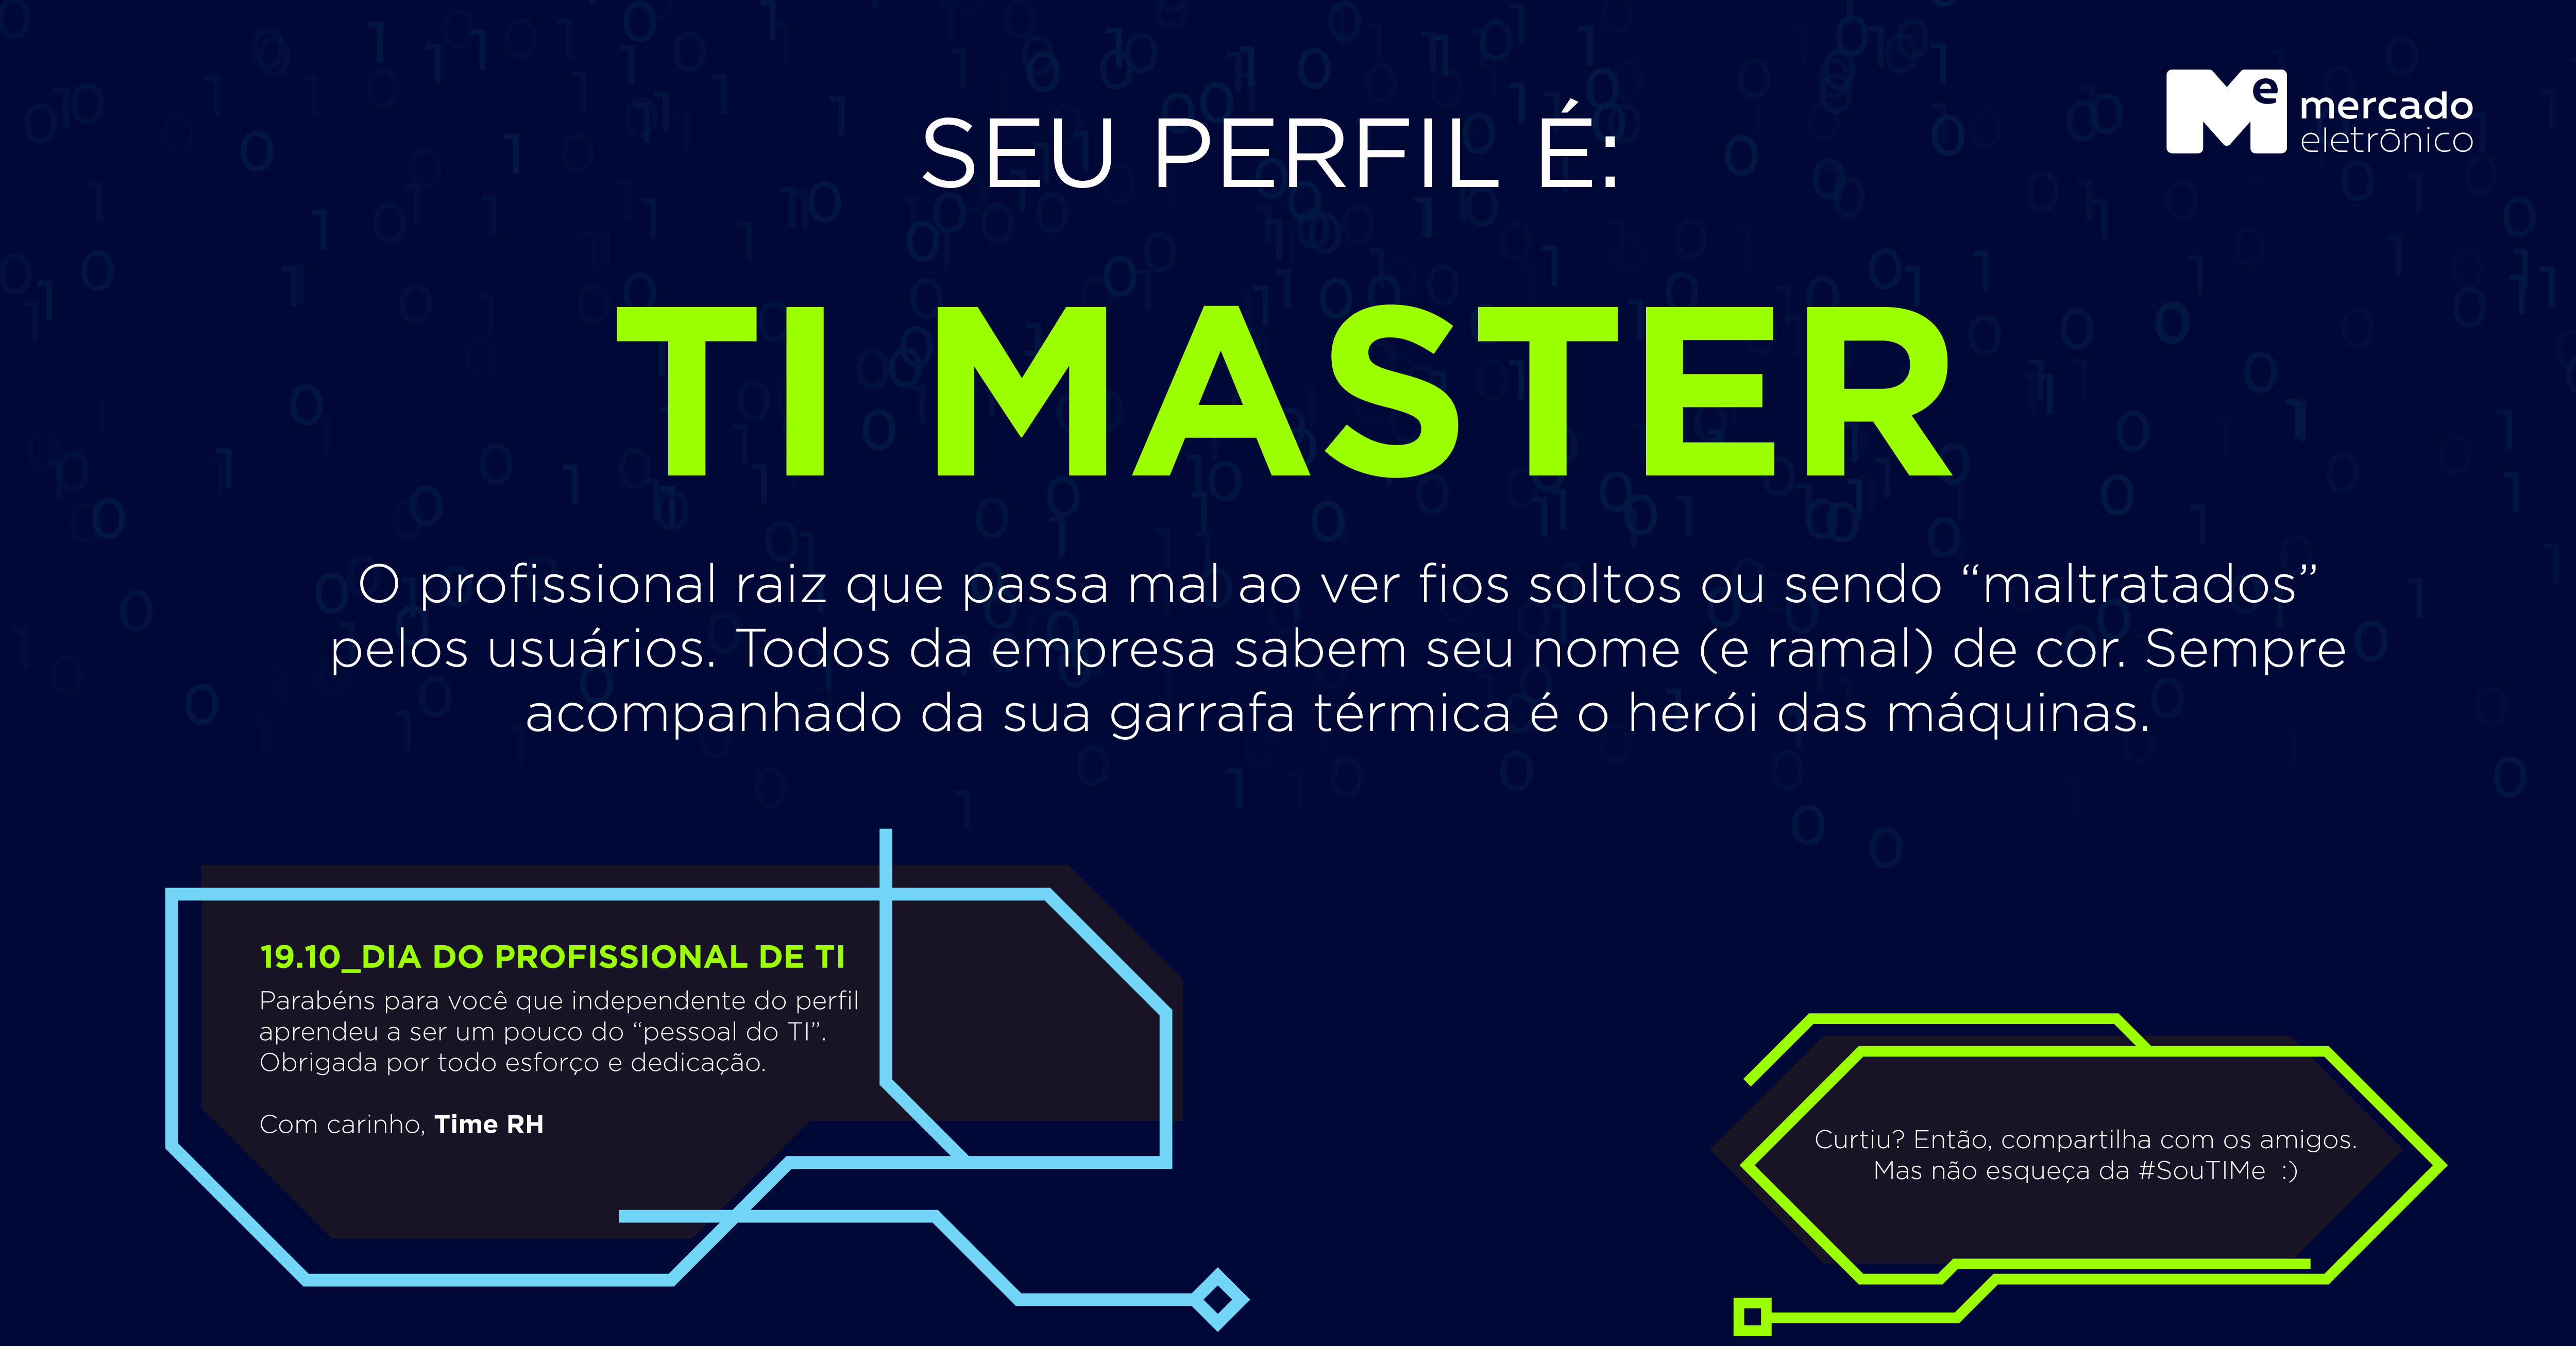 SEU PERFIL É:
Me mercado
eletrônico
TI MASTER
O profissional raiz que passa mal ao ver fios soltos ou sendo “maltratados”
pelos usuários. Todos da empresa sabem seu nome (e ramal) de cor. Sempre
acompanhado da sua garrafa térmica é o herói das máquinas.
19.10_DIA DO PROFISSIONAL DE TI
Parabéns para você que independente do perfil
aprendeu a ser um pouco do “pessoal do TI”.
Obrigada por todo esforço e dedicação.
Com carinho, Time RH
Curtiu? Então, compartilha com os amigos.
Mas não esqueça da #SouTIMe :)